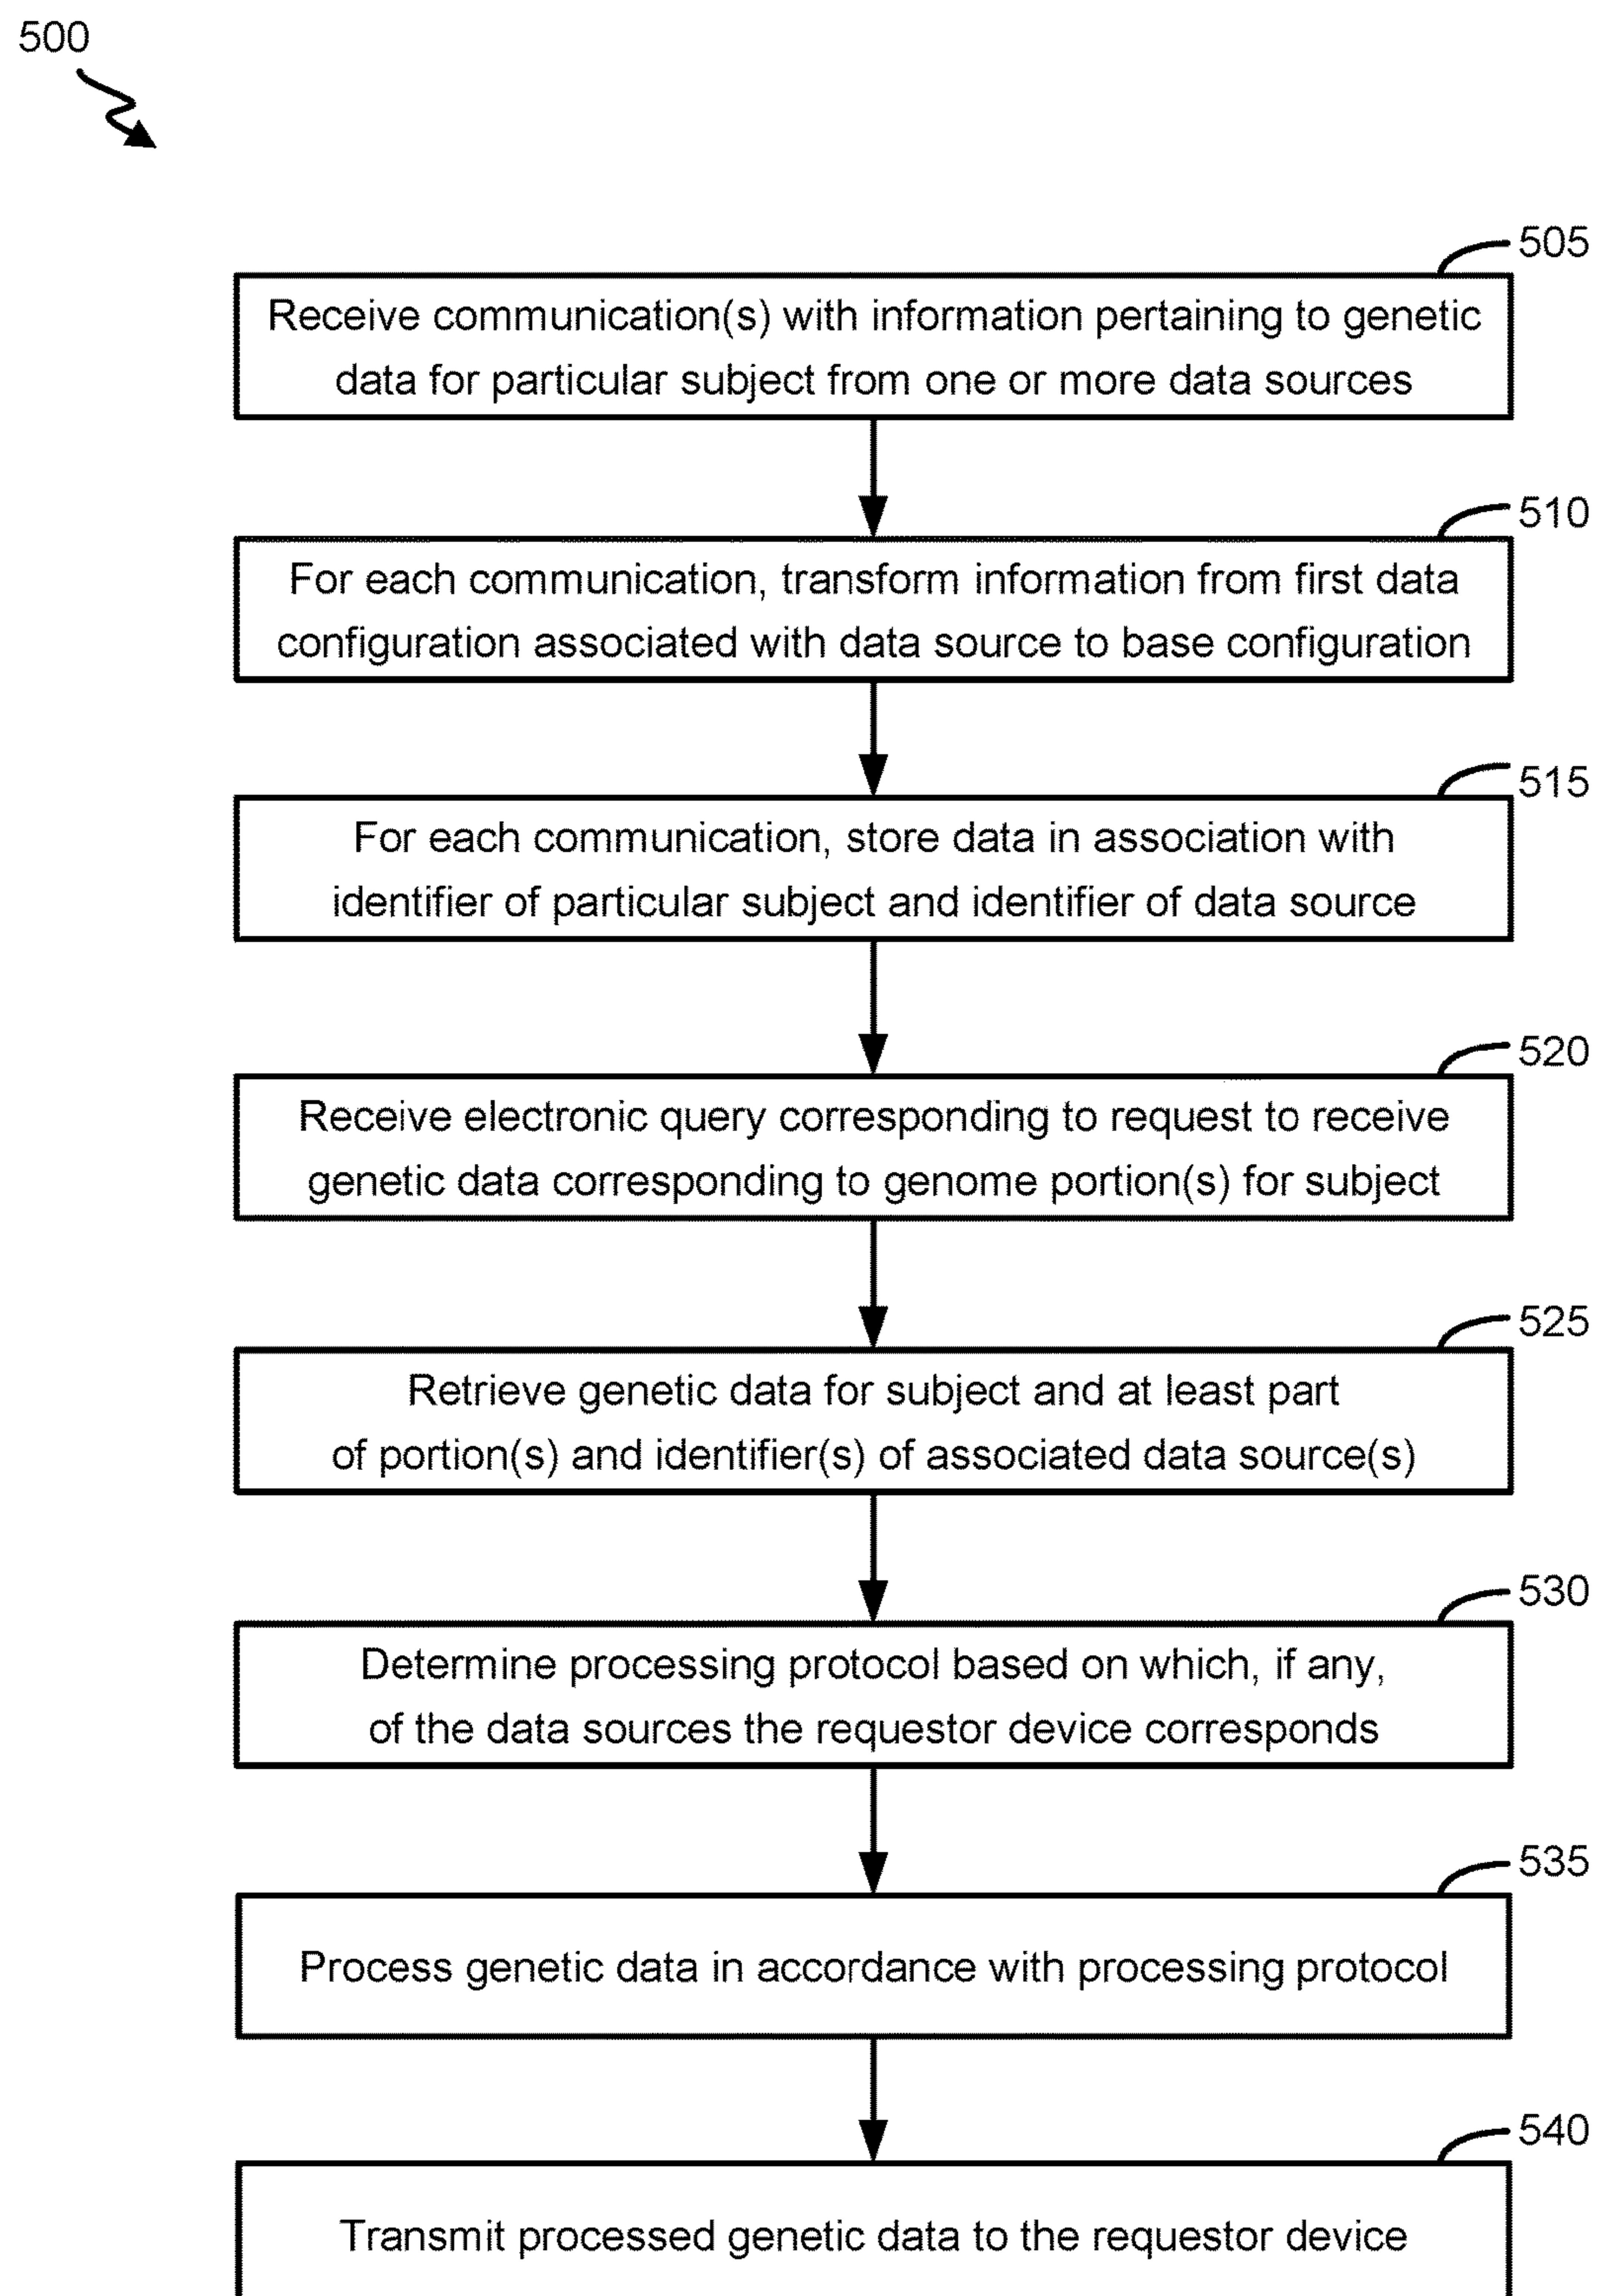 500
505
Receive communication(s) with information pertaining to genetic
data for particular subject from one or more data sources
510
For each communication, transform information from first data
configuration associated with data source to base configuration
515
For each communication, store data in association with
identifier of particular subject and identifier of data source
520
Receive electronic query corresponding to request to receive
genetic data corresponding to genome portion(s) for subject
525
Retrieve genetic data for subject and at least part
of portion(s) and identifier(s) of associated data source(s)
530
Determine processing protocol based on which, if any,
of the data sources the requestor device corresponds
535
Process genetic data in accordance with processing protocol
540
Transmit processed genetic data to the requestor device